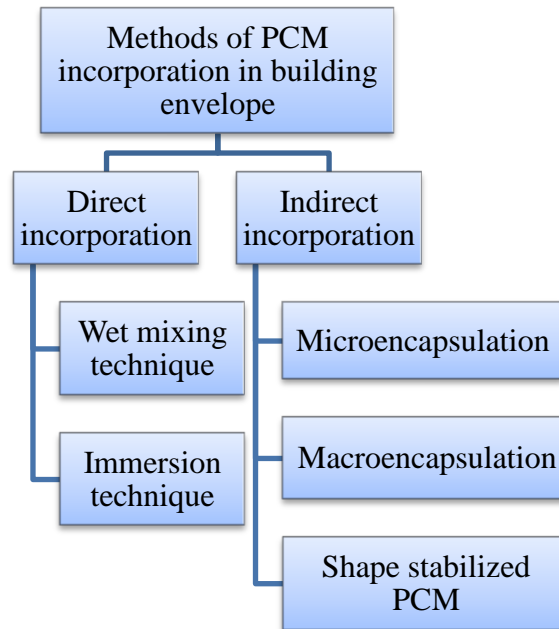 Methods of PCM
incorporation in building
envelope
Direct
incorporation
Indirect
incorporation
Wet mixing
technique
Immersion
technique
Microencapsulation
Macroencapsulation
Shape stabilized
PCM